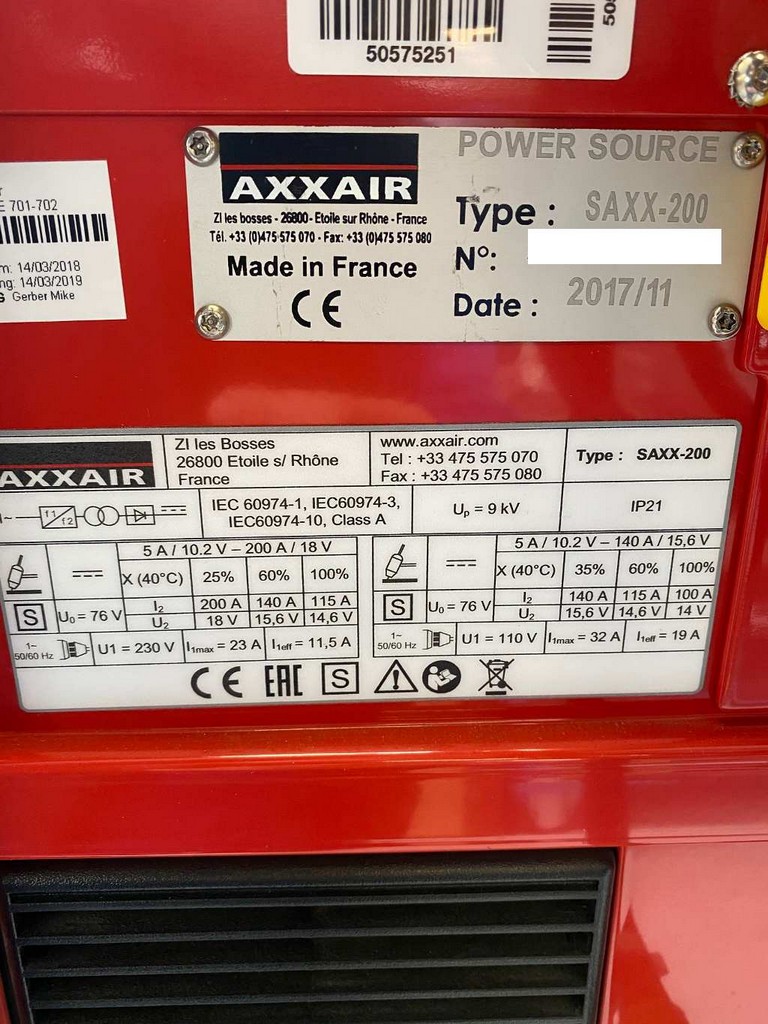 50575251
E 701-702
m: 14/03/2018
ng: 14/03/2019
Gerber Mike
AXXAIR
ZI les bosses - 26800 - Etoile sur Rhône - France
Tél. +33 (0)475 575 070 - Fax: +33 (0)475 575 080
Made in France
CE
POWER SOURCE
Type : SAXX-200
N°:
Date : 2017/11
AXXAIR
ZI les Bosses
26800 Etoile s/ Rhône
France
www.axxair.com
Tel : +33 475 575 070
Fax : +33 475 575 080
Type : SAXX-200
1~ f1 f2
IEC 60974-1, IEC60974-3,
IEC60974-10, Class A
Up = 9 kV
IP21
5 A / 10.2 V – 200 A / 18 V
X (40°C) 25% 60% 100%
S U0 = 76 V
I2 200 A 140 A 115 A
U2 18 V 15,6 V 14,6 V
1~ 50/60 Hz U1 = 230 V I1max = 23 A I1eff = 11,5 A
5 A / 10.2 V – 140 A / 15,6 V
X (40°C) 35% 60% 100%
S U0 = 76 V
I2 140 A 115 A 100 A
U2 15,6 V 14,6 V 14 V
1~ 50/60 Hz U1 = 110 V I1max = 32 A I1eff = 19 A
CE EAC S